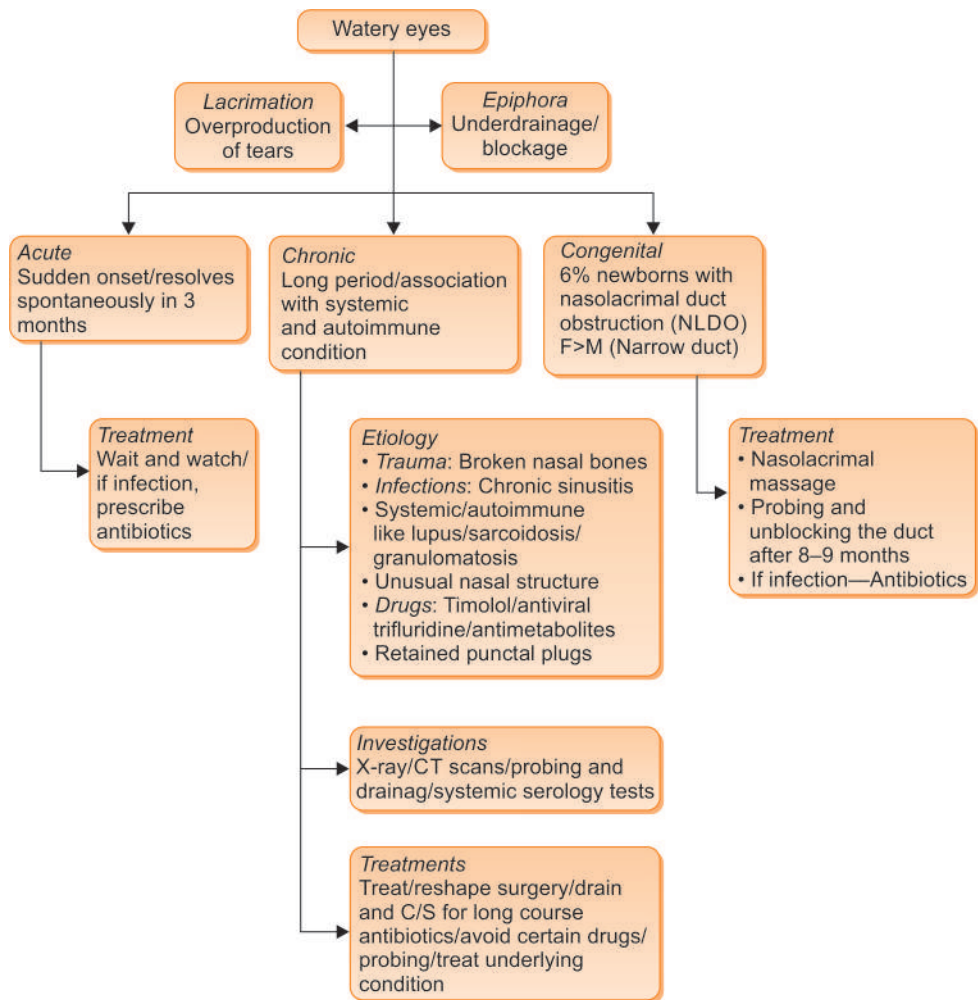 Watery eyes
Lacrimation
Overproduction
of tears
Epiphora
Underdrainage/
blockage
Acute
Sudden onset/resolves
spontaneously in 3
months
Chronic
Long period/association
with systemic
and autoimmune
condition
Congenital
6% newborns with
nasolacrimal duct
obstruction (NLDO)
F>M (Narrow duct)
Treatment
Wait and watch/
if infection,
prescribe
antibiotics
Etiology
• Trauma: Broken nasal bones
• Infections: Chronic sinusitis
• Systemic/autoimmune
like lupus/sarcoidosis/
granulomatosis
• Unusual nasal structure
• Drugs: Timolol/antiviral
trifluridine/antimetabolites
• Retained punctal plugs
Treatment
• Nasolacrimal
massage
• Probing and
unblocking the duct
after 8–9 months
• If infection—Antibiotics
Investigations
X-ray/CT scans/probing and
drainag/systemic serology tests
Treatments
Treat/reshape surgery/drain
and C/S for long course
antibiotics/avoid certain drugs/
probing/treat underlying
condition